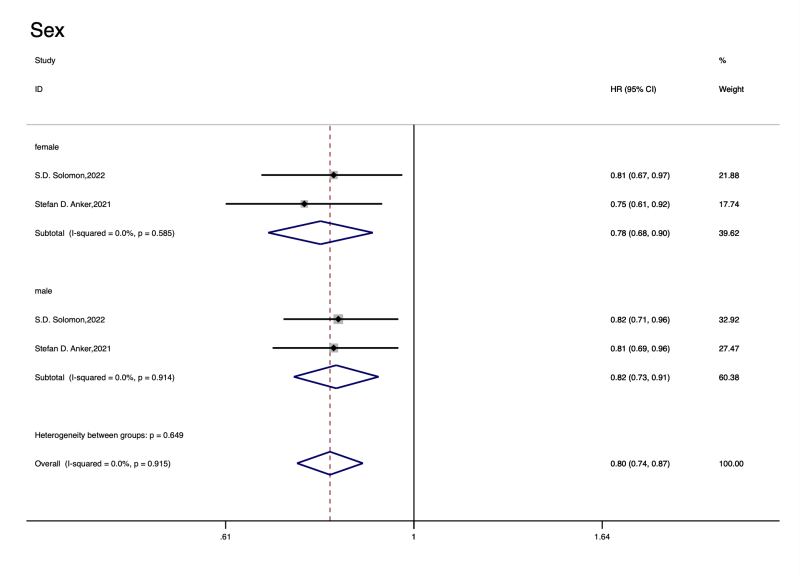 Sex
Study %
ID HR (95% CI) Weight
female
S.D. Solomon,2022 0.81 (0.67, 0.97) 21.88
Stefan D. Anker,2021 0.75 (0.61, 0.92) 17.74
Subtotal (I-squared = 0.0%, p = 0.585) 0.78 (0.68, 0.90) 39.62
male
S.D. Solomon,2022 0.82 (0.71, 0.96) 32.92
Stefan D. Anker,2021 0.81 (0.69, 0.96) 27.47
Subtotal (I-squared = 0.0%, p = 0.914) 0.82 (0.73, 0.91) 60.38
Heterogeneity between groups: p = 0.649
Overall (I-squared = 0.0%, p = 0.915) 0.80 (0.74, 0.87) 100.00
.61 1 1.64